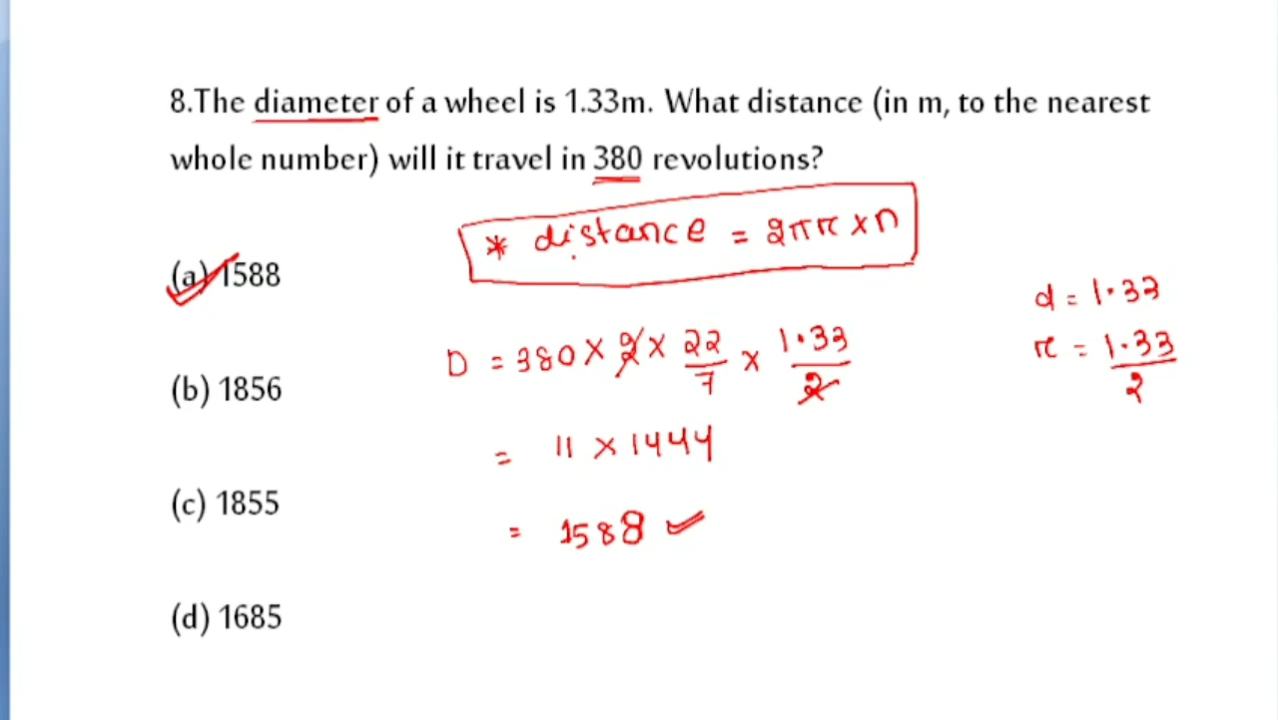 8.The diameter of a wheel is 1.33m. What distance (in m, to the nearest
whole number) will it travel in 380 revolutions?
* distance = 2πr × n
(a) 1588
d = 1.33
r = 1.33/2
D = 380 × 2 × 22/7 × 1.33/2
(b) 1856
= 11 × 1444
(c) 1855
= 1588 ✓
(d) 1685